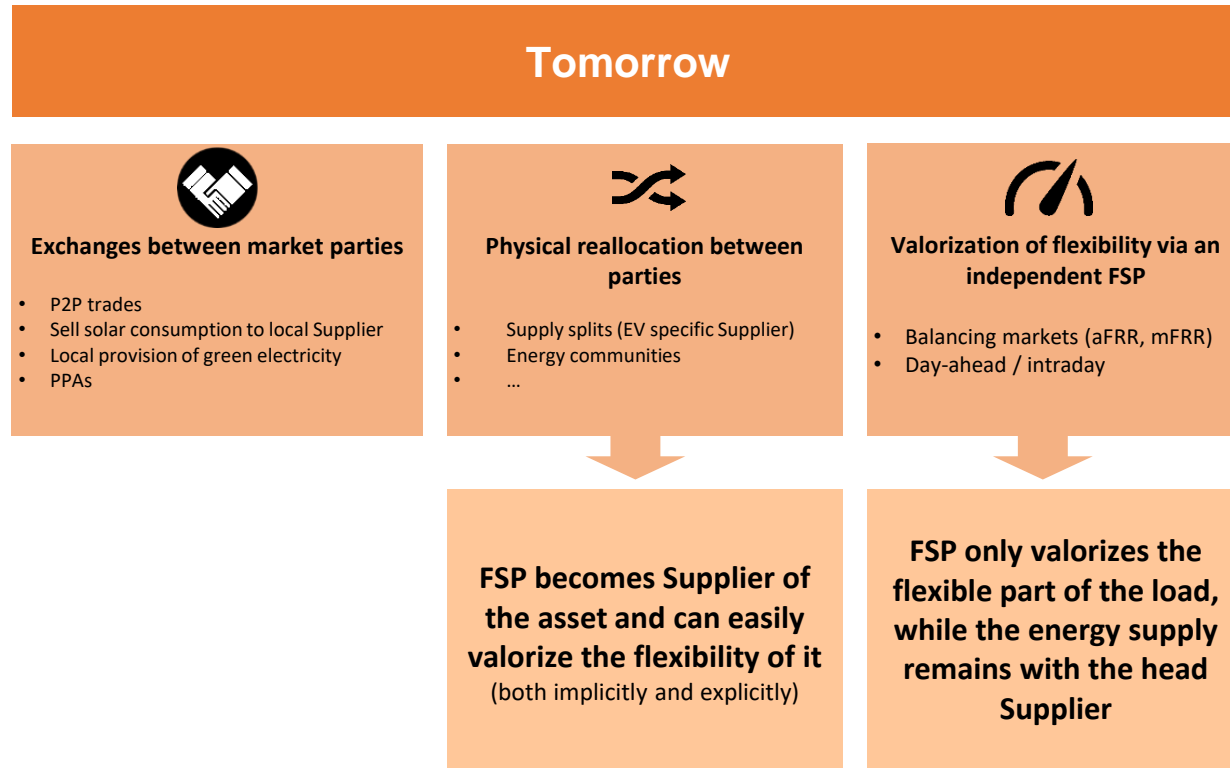 Tomorrow
Exchanges between market parties
• P2P trades
• Sell solar consumption to local Supplier
• Local provision of green electricity
• PPAs
Physical reallocation between
parties
• Supply splits (EV specific Supplier)
• Energy communities
• …
Valorization of flexibility via an
independent FSP
• Balancing markets (aFRR, mFRR)
• Day-ahead / intraday
FSP becomes Supplier of
the asset and can easily
valorize the flexibility of it
(both implicitly and explicitly)
FSP only valorizes the
flexible part of the load,
while the energy supply
remains with the head
Supplier